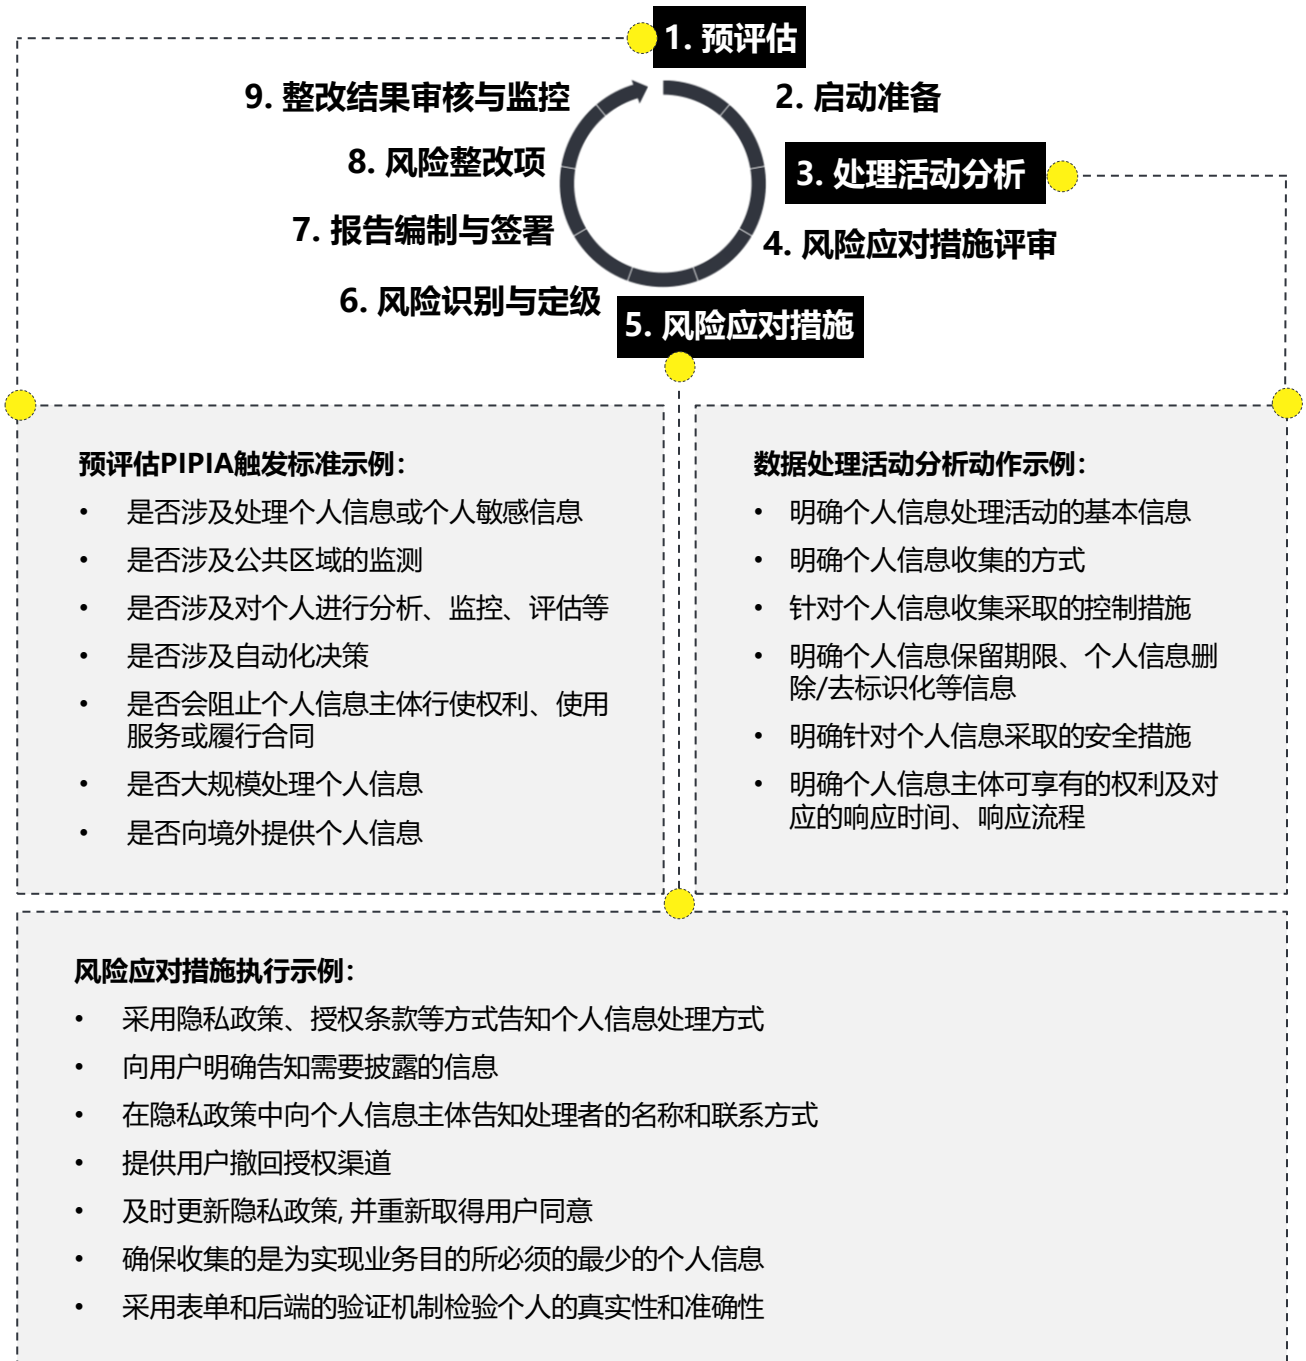 1. 预评估
2. 启动准备
3. 处理活动分析
4. 风险应对措施评审
5. 风险应对措施
6. 风险识别与定级
7. 报告编制与签署
8. 风险整改项
9. 整改结果审核与监控
预评估PIPIA触发标准示例：
• 是否涉及处理个人信息或个人敏感信息
• 是否涉及公共区域的监测
• 是否涉及对个人进行分析、监控、评估等
• 是否涉及自动化决策
• 是否会阻止个人信息主体行使权利、使用
服务或履行合同
• 是否大规模处理个人信息
• 是否向境外提供个人信息
数据处理活动分析动作示例：
• 明确个人信息处理活动的基本信息
• 明确个人信息收集的方式
• 针对个人信息收集采取的控制措施
• 明确个人信息保留期限、个人信息删
除/去标识化等信息
• 明确针对个人信息采取的安全措施
• 明确个人信息主体可享有的权利及对
应的响应时间、响应流程
风险应对措施执行示例：
• 采用隐私政策、授权条款等方式告知个人信息处理方式
• 向用户明确告知需要披露的信息
• 在隐私政策中向个人信息主体告知处理者的名称和联系方式
• 提供用户撤回授权渠道
• 及时更新隐私政策, 并重新取得用户同意
• 确保收集的是为实现业务目的所必须的最少的个人信息
• 采用表单和后端的验证机制检验个人的真实性和准确性